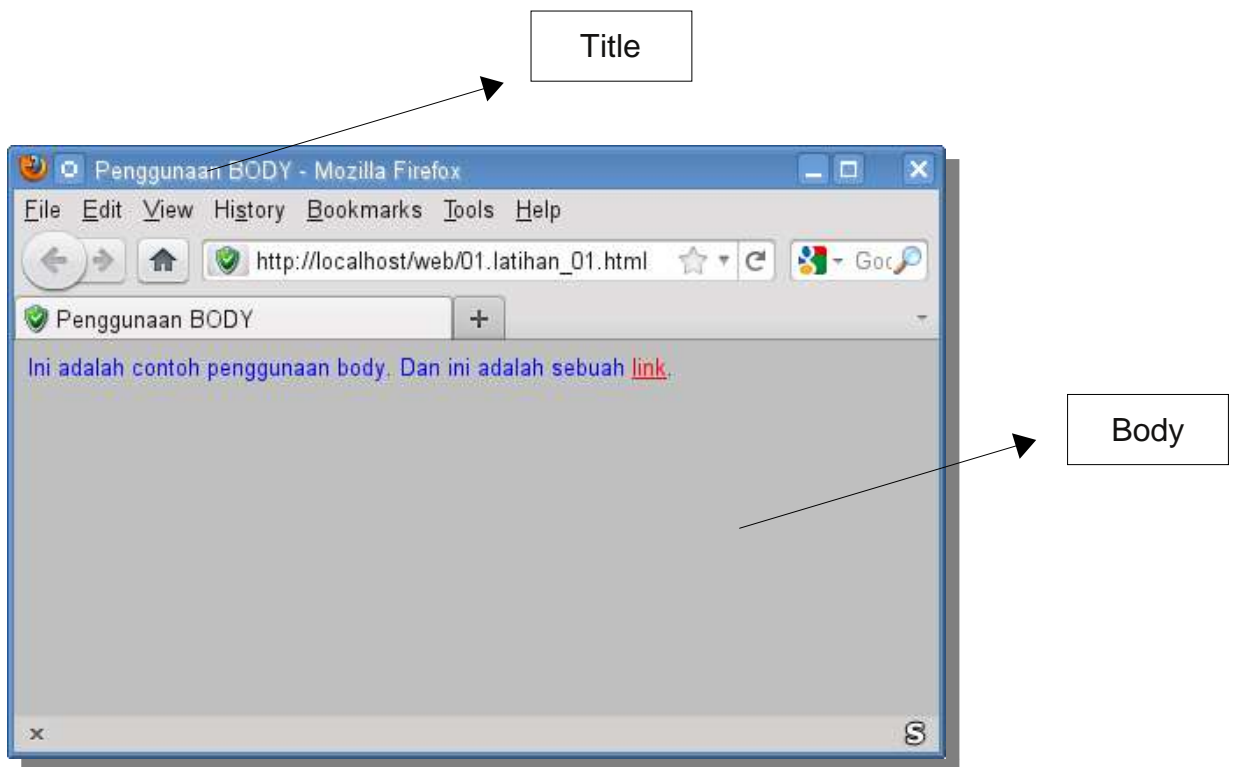 Title
Penggunaan BODY - Mozilla Firefox
File Edit View History Bookmarks Tools Help
http://localhost/web/01.latihan_01.html Goo
Penggunaan BODY
Ini adalah contoh penggunaan body. Dan ini adalah sebuah link.
Body
x S